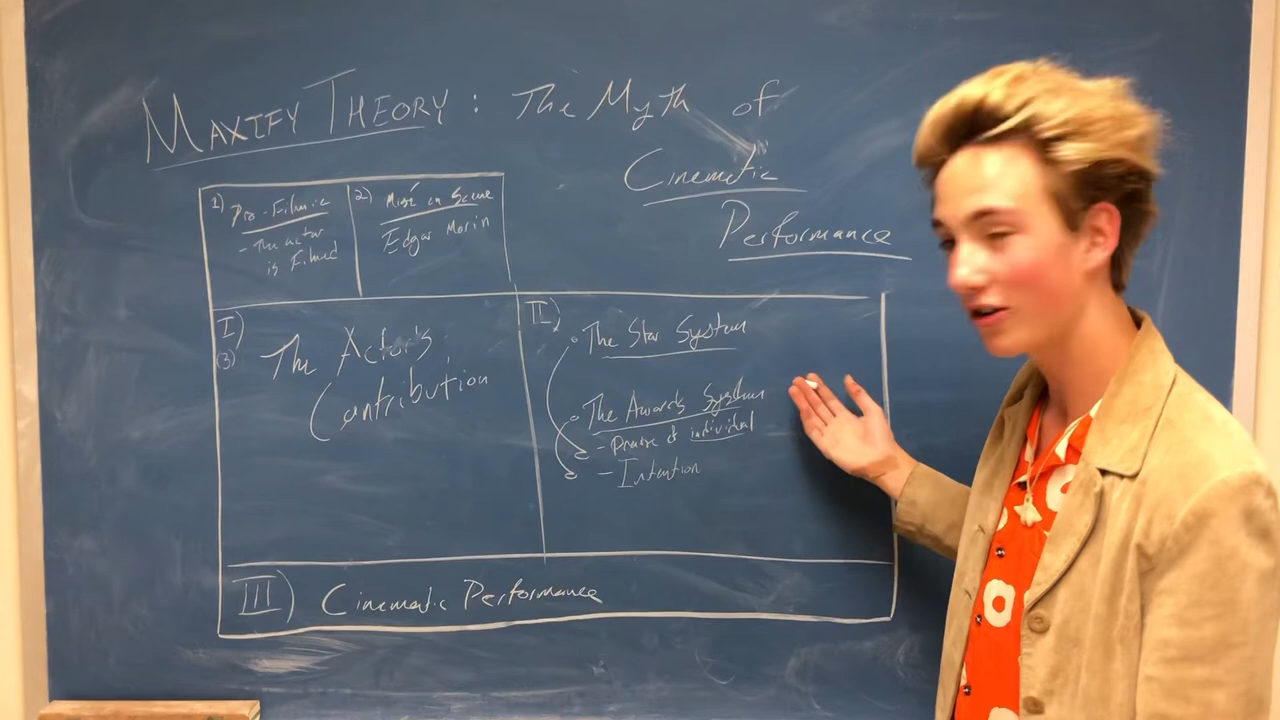 MAXIFY THEORY: The Myth of
Cinematic
Performance
1) Pro-Filmic
- The actor
is Filmed
2) Mise en Scene
Edgar Morin
I)
(3)
The Actor's
Contribution
II)
The Star System
The Awards System
- Praise of individual
- Intention
III) Cinematic Performance